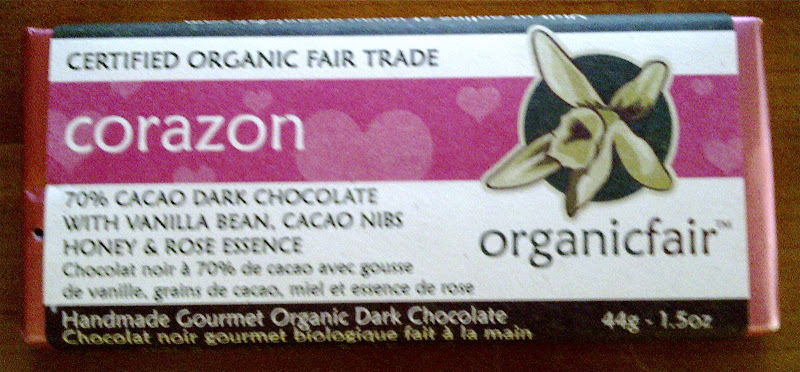 CERTIFIED ORGANIC FAIR TRADE
corazon
70% CACAO DARK CHOCOLATE
WITH VANILLA BEAN, CACAO NIBS
HONEY & ROSE ESSENCE
Chocolat noir à 70% de cacao avec gousse
de vanille, grains de cacao, miel et essence de rose
organicfair™
Handmade Gourmet Organic Dark Chocolate
Chocolat noir gourmet biologique fait à la main
44g - 1.5oz